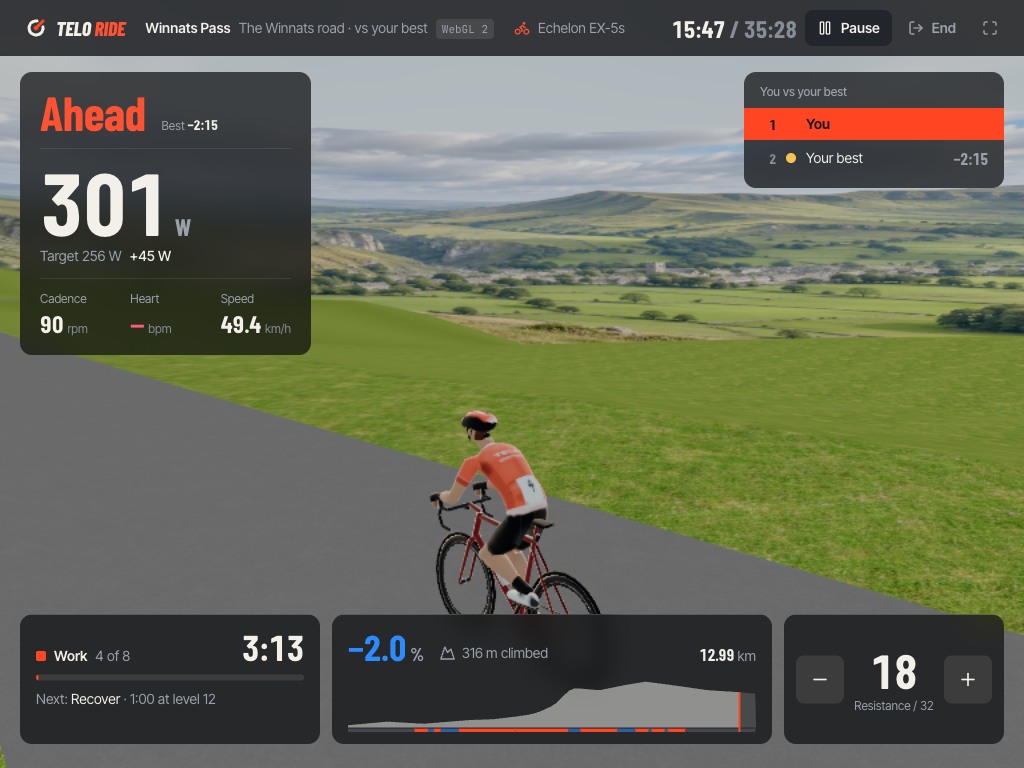 TELO RIDE
Winnats Pass The Winnats road · vs your best WebGL 2 Echelon EX-5s 15:47 / 35:28 Pause End
Ahead Best −2:15
301 W
Target 256 W +45 W
Cadence Heart Speed
90 rpm – bpm 49.4 km/h
You vs your best
1 You
2 Your best −2:15
4
Work 4 of 8 3:13
Next: Recover · 1:00 at level 12
−2.0 % 316 m climbed 12.99 km
− 18 +
Resistance / 32